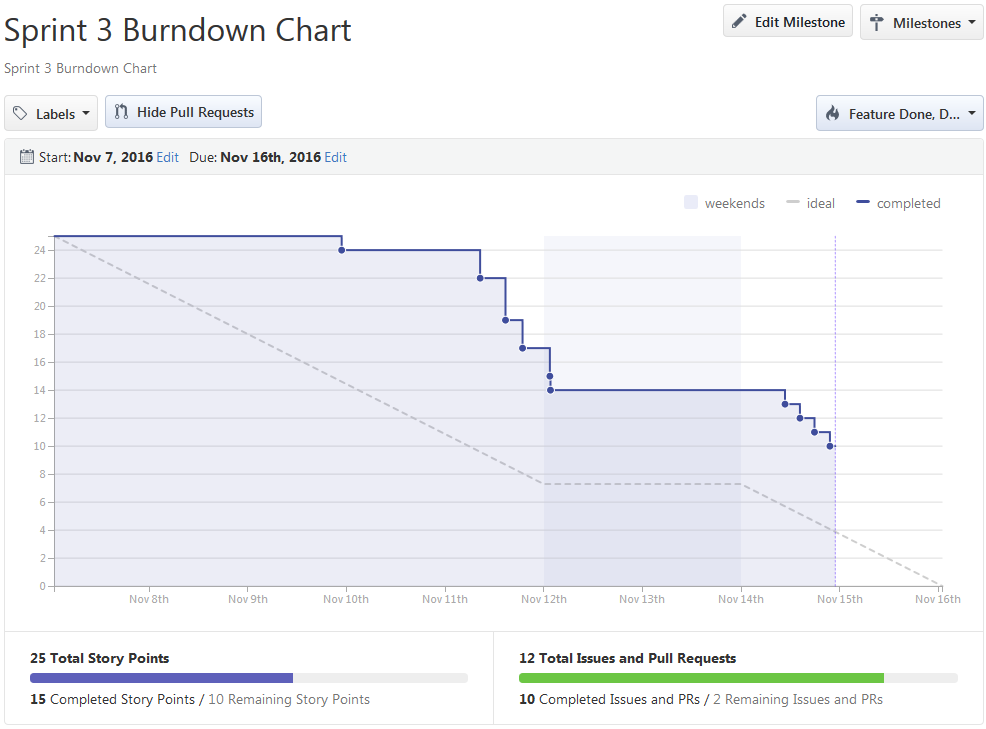 Sprint 3 Burndown Chart
Edit Milestone
Milestones
Sprint 3 Burndown Chart
Labels
Hide Pull Requests
Feature Done, D...
Start: Nov 7, 2016 Edit Due: Nov 16th, 2016 Edit
weekends ideal completed
24
22
20
18
16
14
12
10
8
6
4
2
0
Nov 8th Nov 9th Nov 10th Nov 11th Nov 12th Nov 13th Nov 14th Nov 15th Nov 16th
25 Total Story Points
15 Completed Story Points / 10 Remaining Story Points
12 Total Issues and Pull Requests
10 Completed Issues and PRs / 2 Remaining Issues and PRs